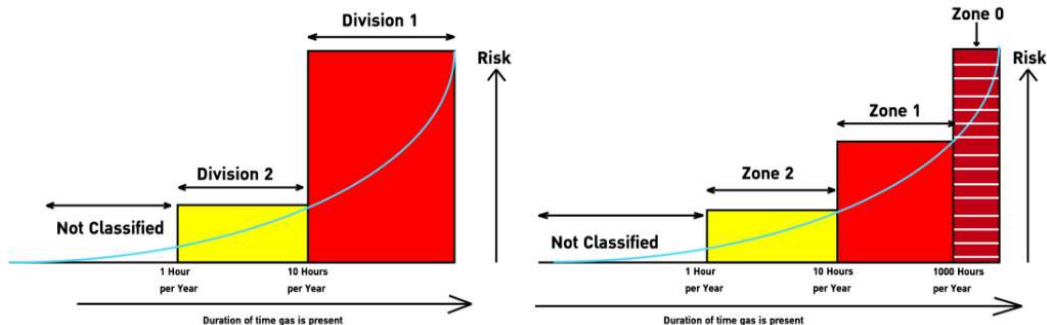 Division 1
Risk
Division 2
Not Classified
1 Hour
per Year
10 Hours
per Year
Duration of time gas is present
Zone 0
Risk
Zone 1
Zone 2
Not Classified
1 Hour
per Year
10 Hours
per Year
1000 Hours
per Year
Duration of time gas is present